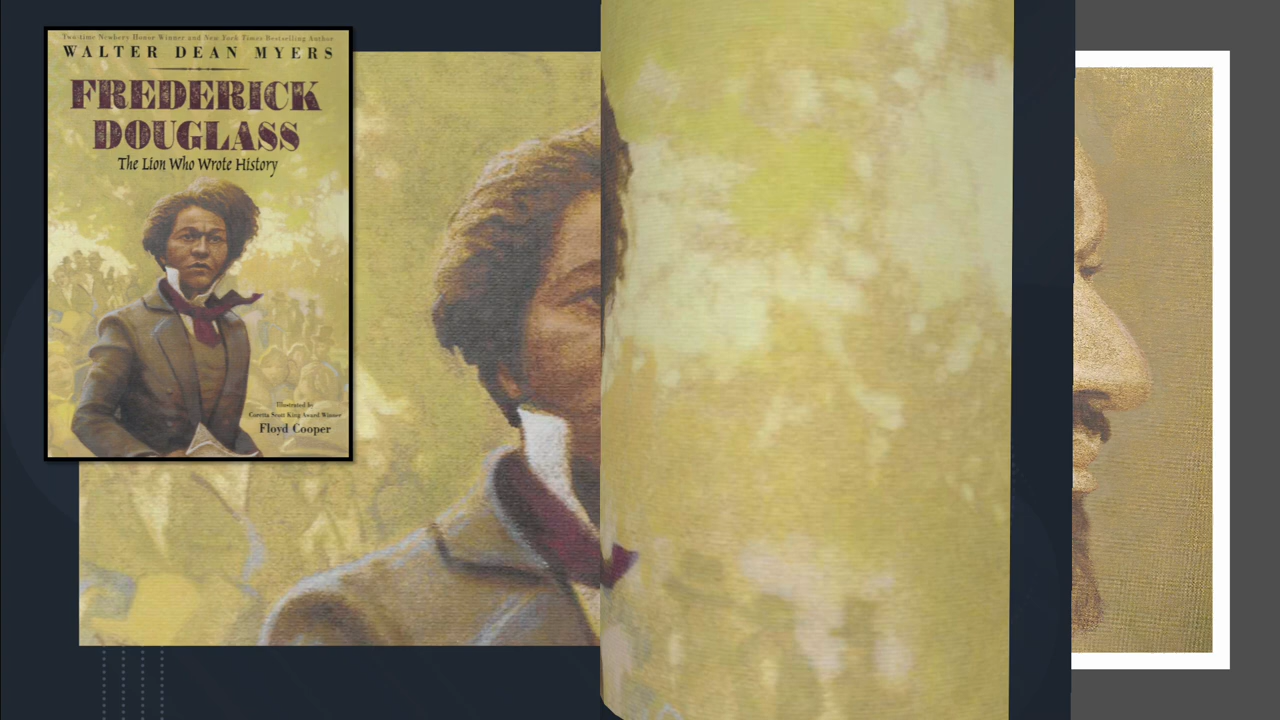 Two-time Newbery Honor Winner and New York Times Bestselling Author
WALTER DEAN MYERS
FREDERICK
DOUGLASS
The Lion Who Wrote History
Illustrated by
Coretta Scott King Award Winner
Floyd Cooper